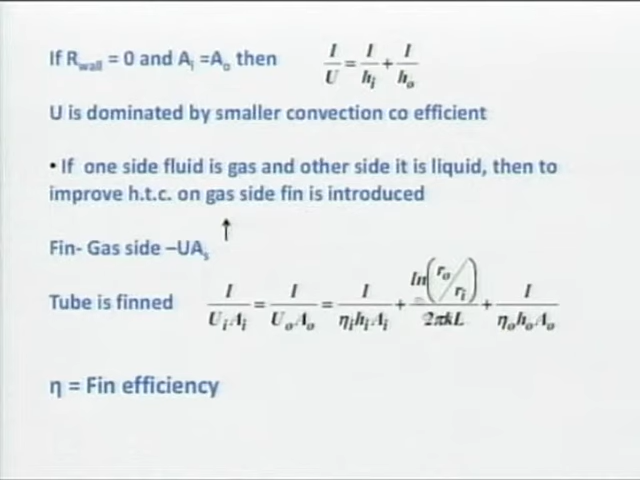 If R_wall = 0 and A_i =A_o then 1/U = 1/h_i + 1/h_o
U is dominated by smaller convection co efficient
• If one side fluid is gas and other side it is liquid, then to
improve h.t.c. on gas side fin is introduced
↑
Fin- Gas side –UA_s
Tube is finned 1/(U_i A_i) = 1/(U_o A_o) = 1/(η_i h_i A_i) + ln(r_o/r_i)/(2πkL) + 1/(η_o h_o A_o)
η = Fin efficiency